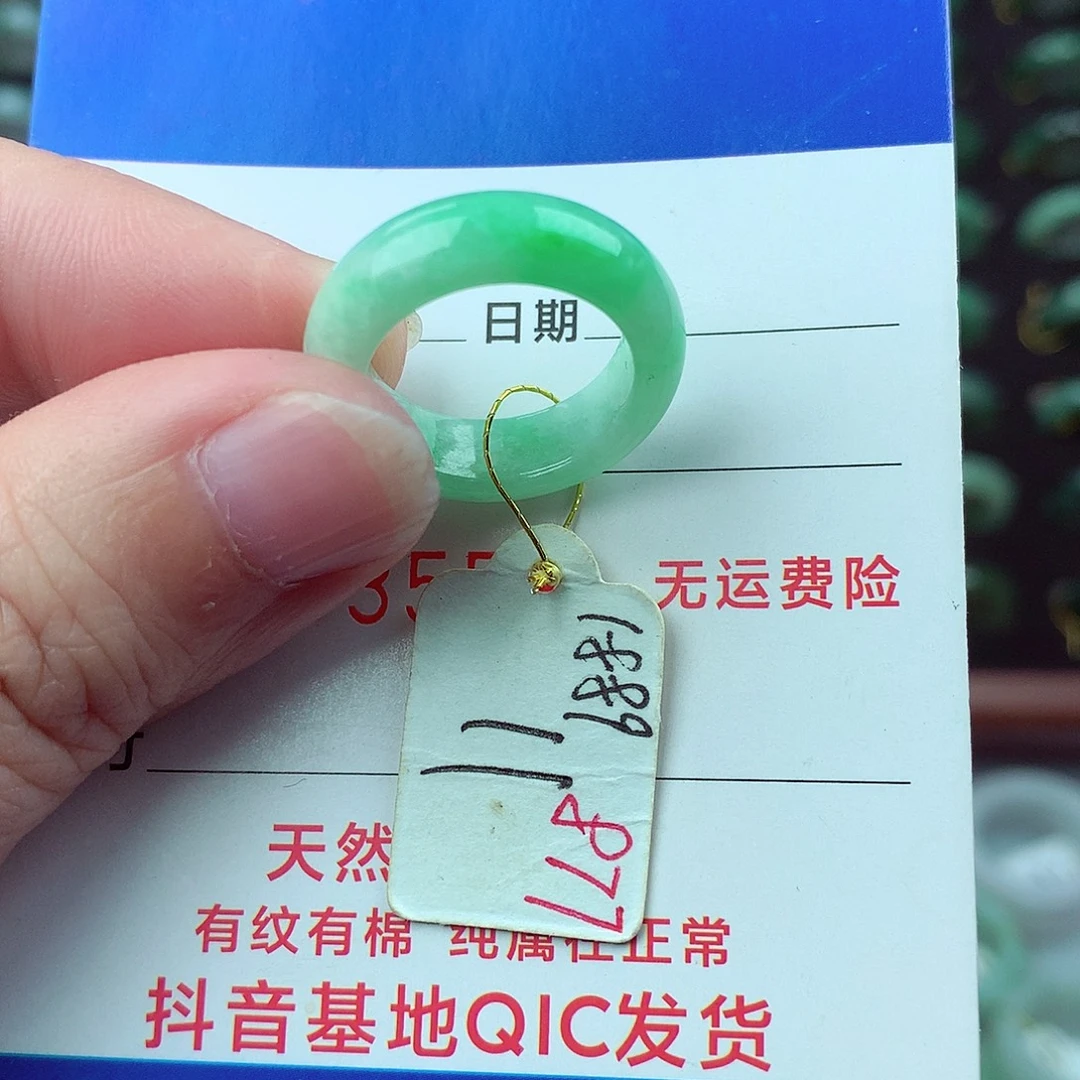 日期
无运费险
1889
877
11
天然
有纹有棉 纯属正常
抖音基地QIC发货